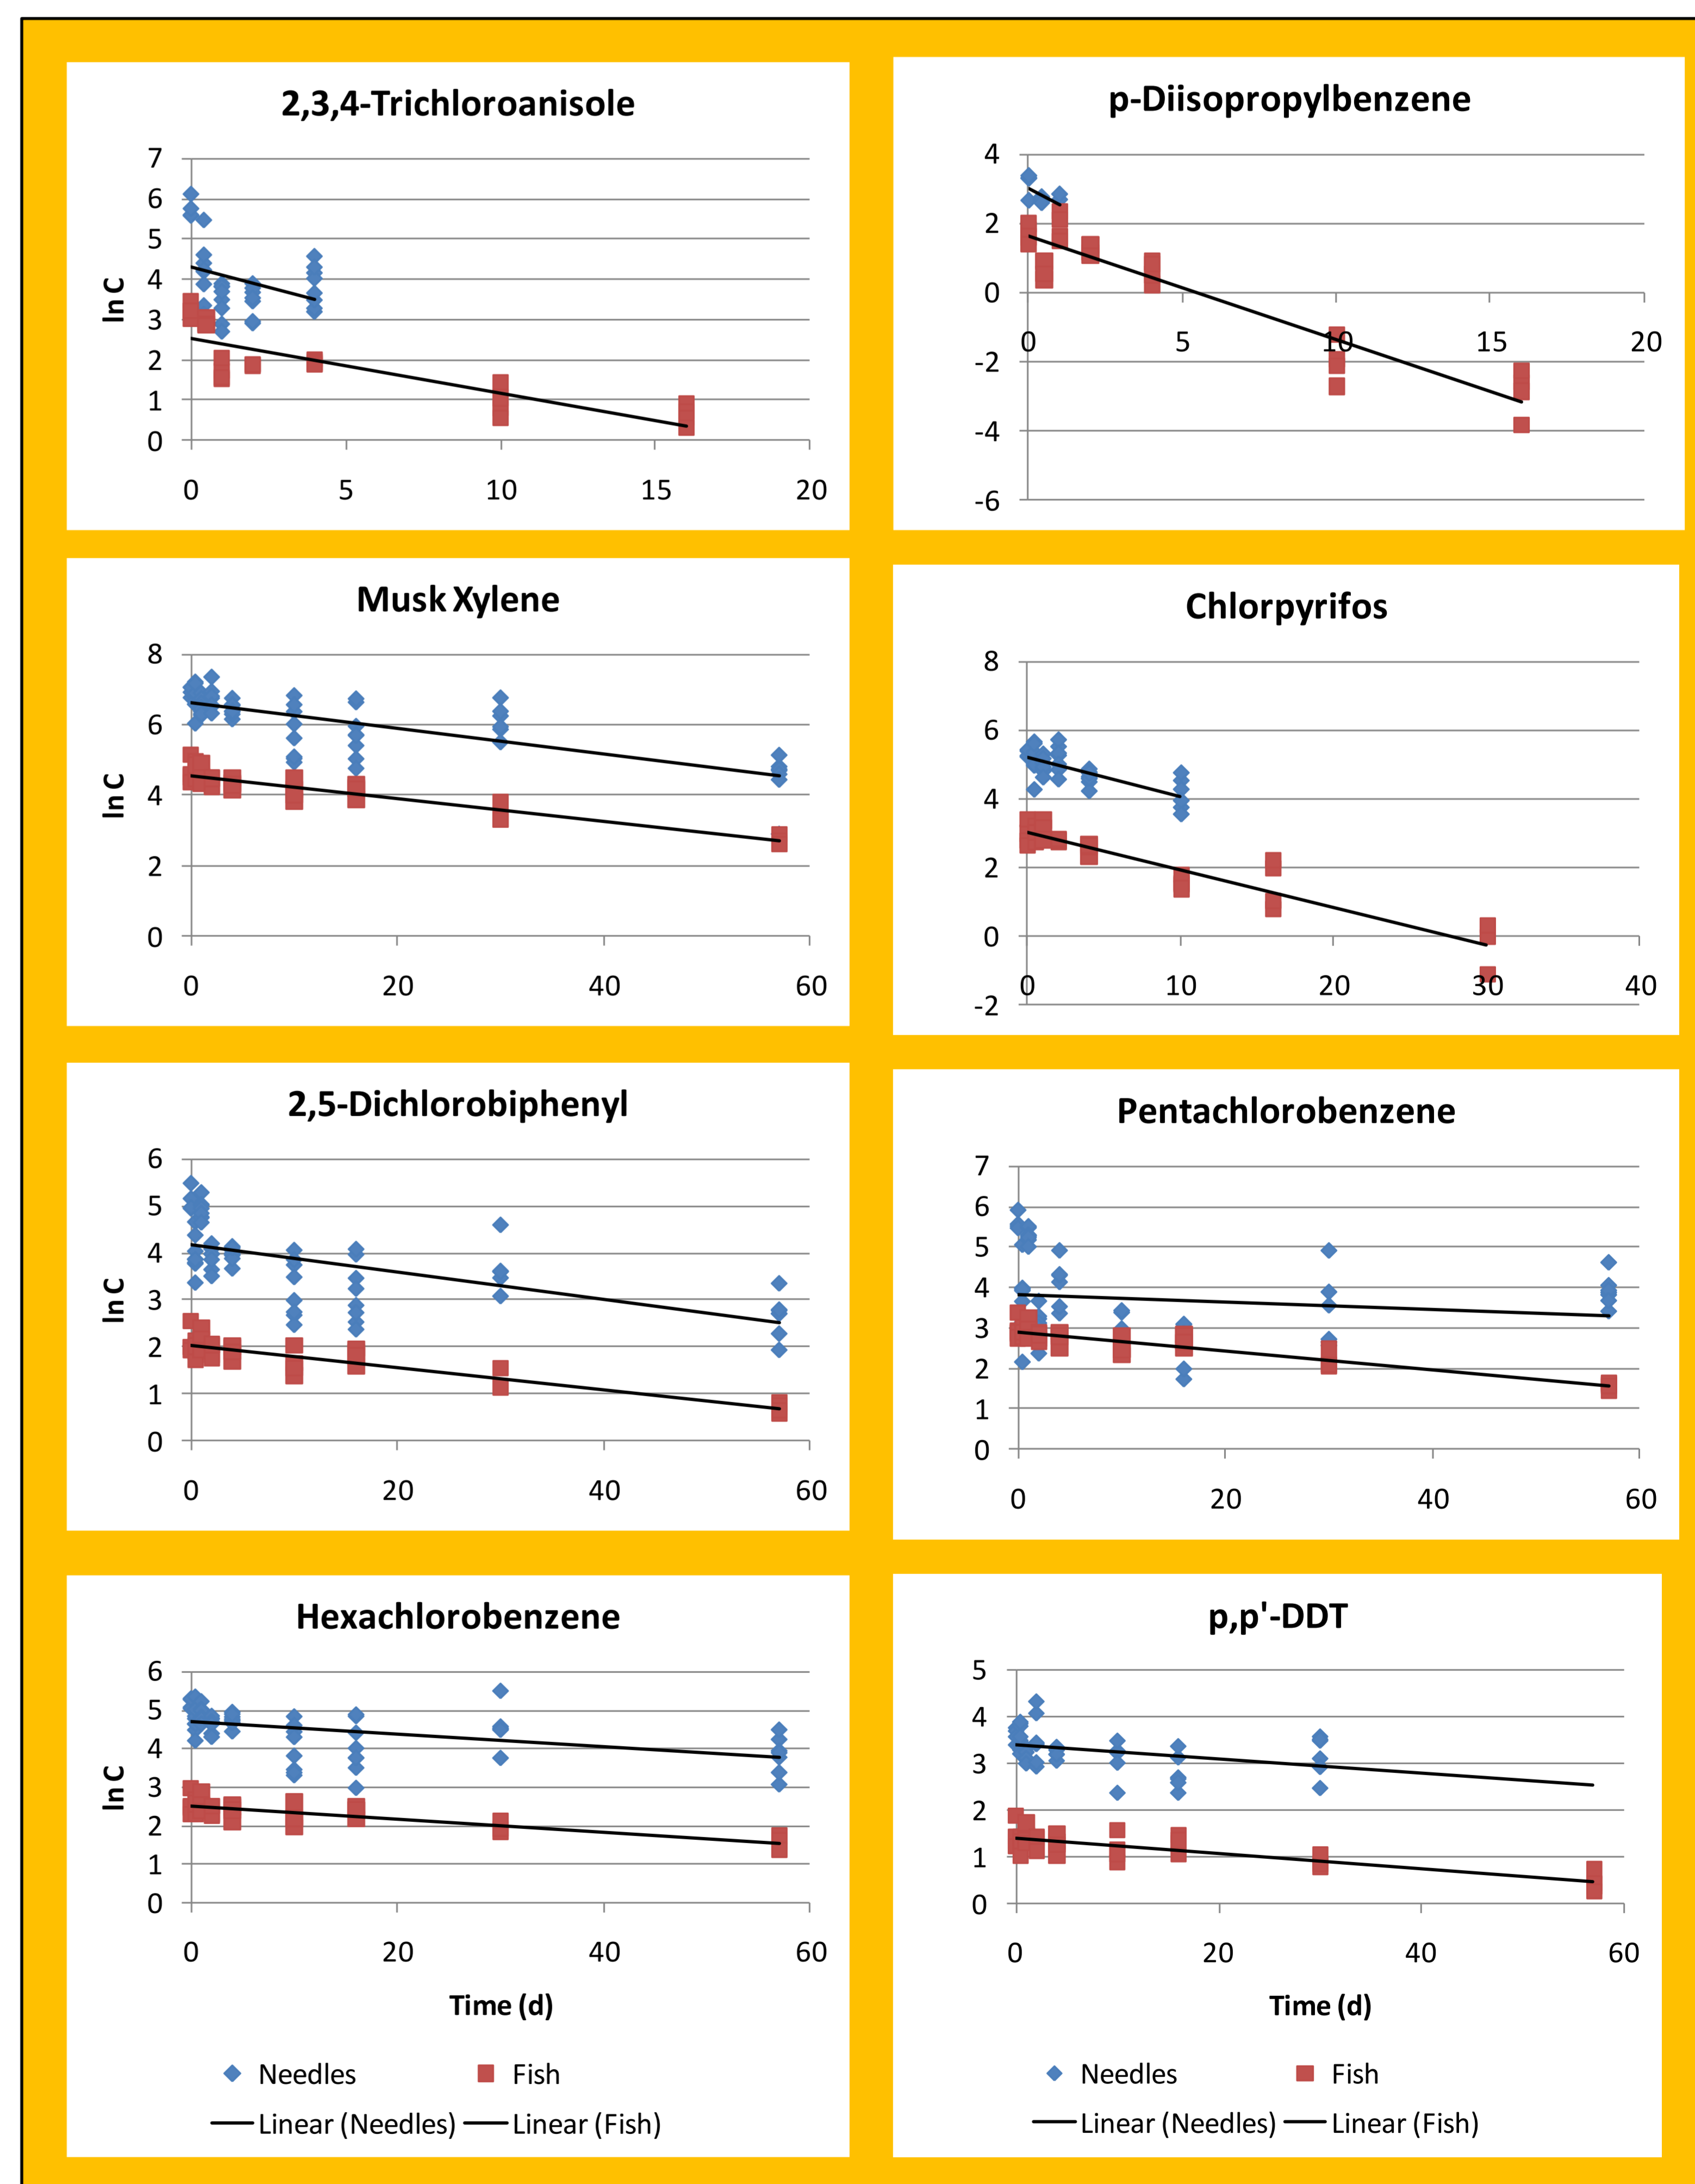 2,3,4-Trichloroanisole
7
6
5
4
3
2
1
0
ln C
0 5 10 15 20
p-Diisopropylbenzene
4
2
0
-2
-4
-6
0 5 10 15 20
Musk Xylene
8
6
4
2
0
ln C
0 20 40 60
Chlorpyrifos
8
6
4
2
0
-2
0 10 20 30 40
2,5-Dichlorobiphenyl
6
5
4
3
2
1
0
ln C
0 20 40 60
Pentachlorobenzene
7
6
5
4
3
2
1
0
0 20 40 60
Hexachlorobenzene
6
5
4
3
2
1
0
ln C
0 20 40 60
Time (d)
Needles Fish
Linear (Needles) Linear (Fish)
p,p'-DDT
5
4
3
2
1
0
0 20 40 60
Time (d)
Needles Fish
Linear (Needles) Linear (Fish)